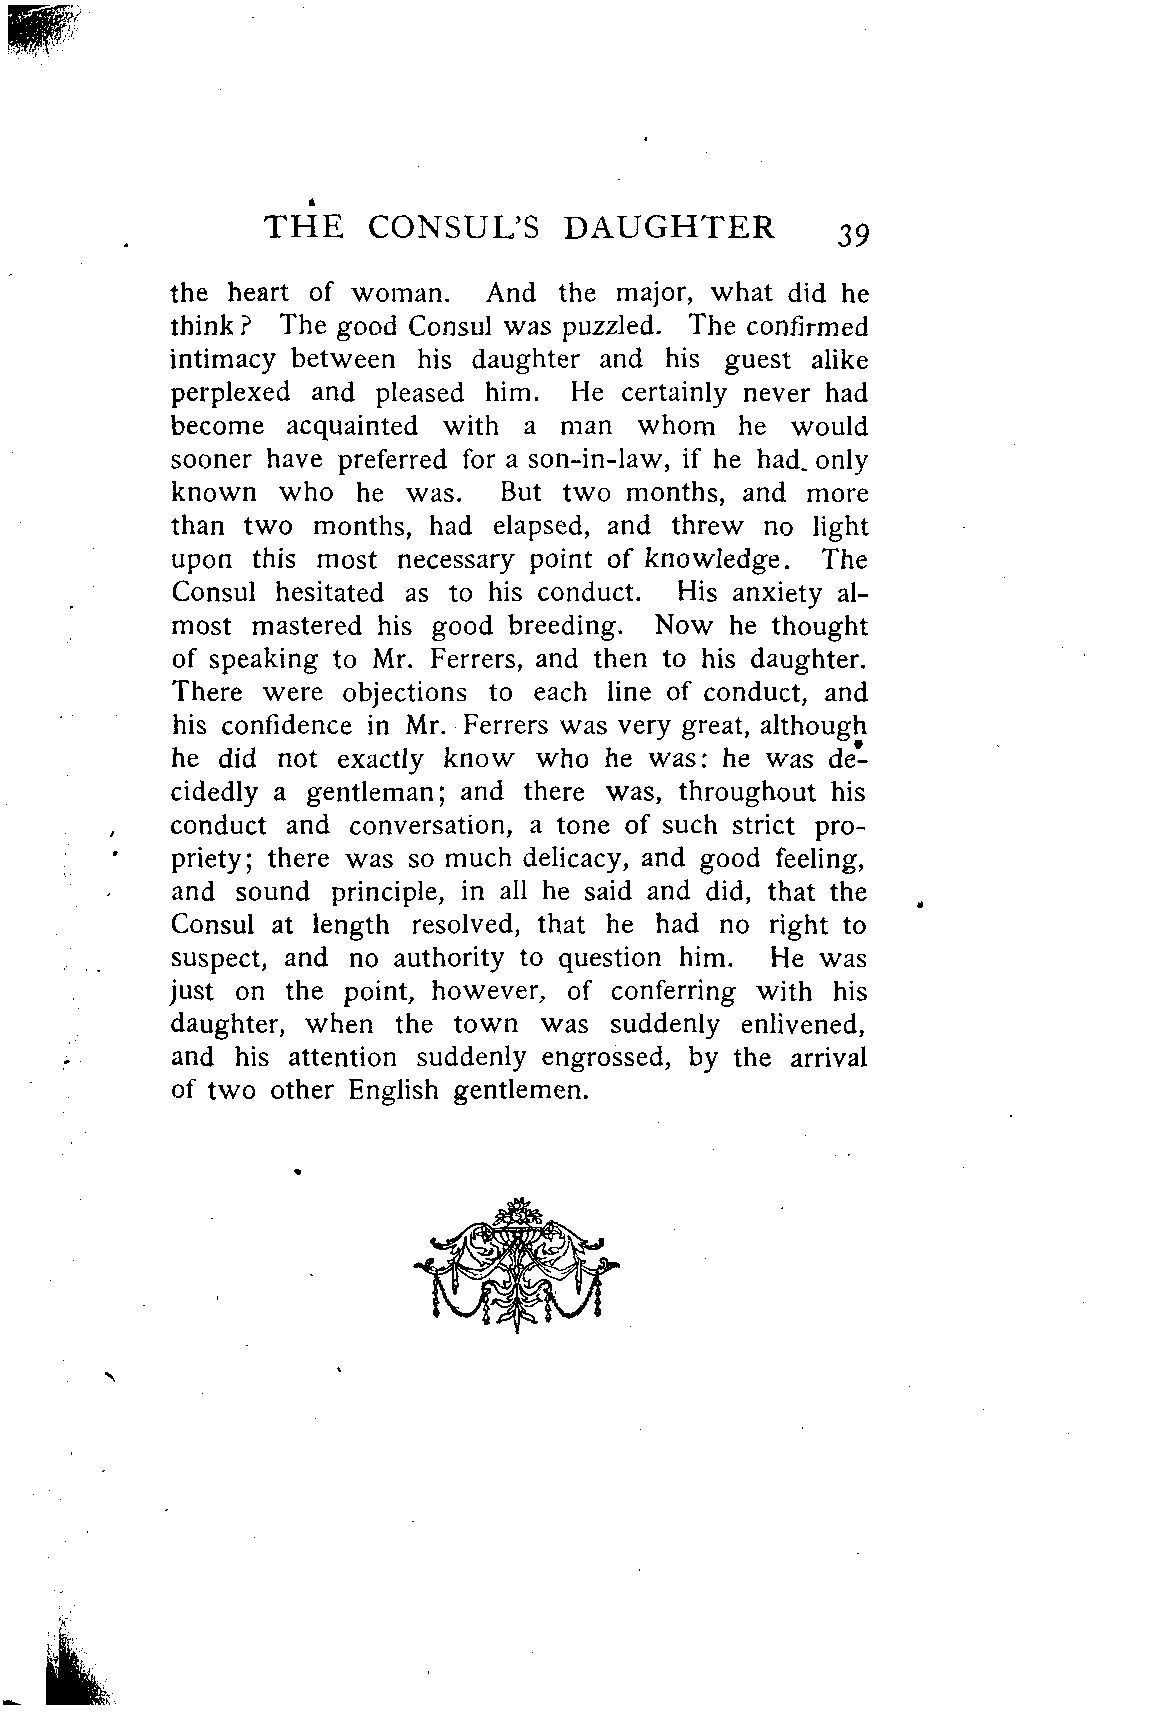 THE CONSUL'S DAUGHTER 39
the heart of woman. And the major, what did he
think? The good Consul was puzzled. The confirmed
intimacy between his daughter and his guest alike
perplexed and pleased him. He certainly never had
become acquainted with a man whom he would
sooner have preferred for a son-in-law, if he had only
known who he was. But two months, and more
than two months, had elapsed, and threw no light
upon this most necessary point of knowledge. The
Consul hesitated as to his conduct. His anxiety al-
most mastered his good breeding. Now he thought
of speaking to Mr. Ferrers, and then to his daughter.
There were objections to each line of conduct, and
his confidence in Mr. Ferrers was very great, although
he did not exactly know who he was: he was de-
cidedly a gentleman; and there was, throughout his
conduct and conversation, a tone of such strict pro-
priety; there was so much delicacy, and good feeling,
and sound principle, in all he said and did, that the
Consul at length resolved, that he had no right to
suspect, and no authority to question him. He was
just on the point, however, of conferring with his
daughter, when the town was suddenly enlivened,
and his attention suddenly engrossed, by the arrival
of two other English gentlemen.